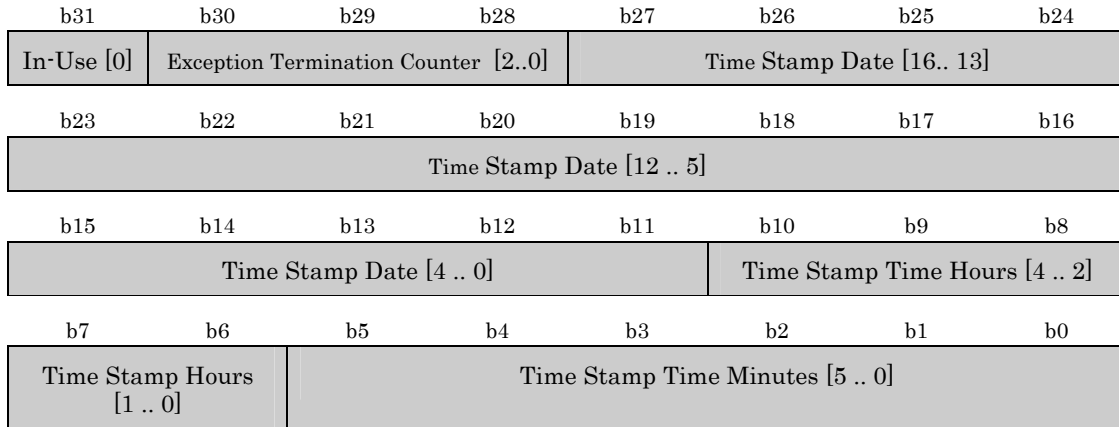 b31 b30 b29 b28 b27 b26 b25 b24
In-Use [0] Exception Termination Counter [2..0] Time Stamp Date [16.. 13]
b23 b22 b21 b20 b19 b18 b17 b16
Time Stamp Date [12 .. 5]
b15 b14 b13 b12 b11 b10 b9 b8
Time Stamp Date [4 .. 0] Time Stamp Time Hours [4 .. 2]
b7 b6 b5 b4 b3 b2 b1 b0
Time Stamp Hours Time Stamp Time Minutes [5 .. 0]
[1 .. 0]